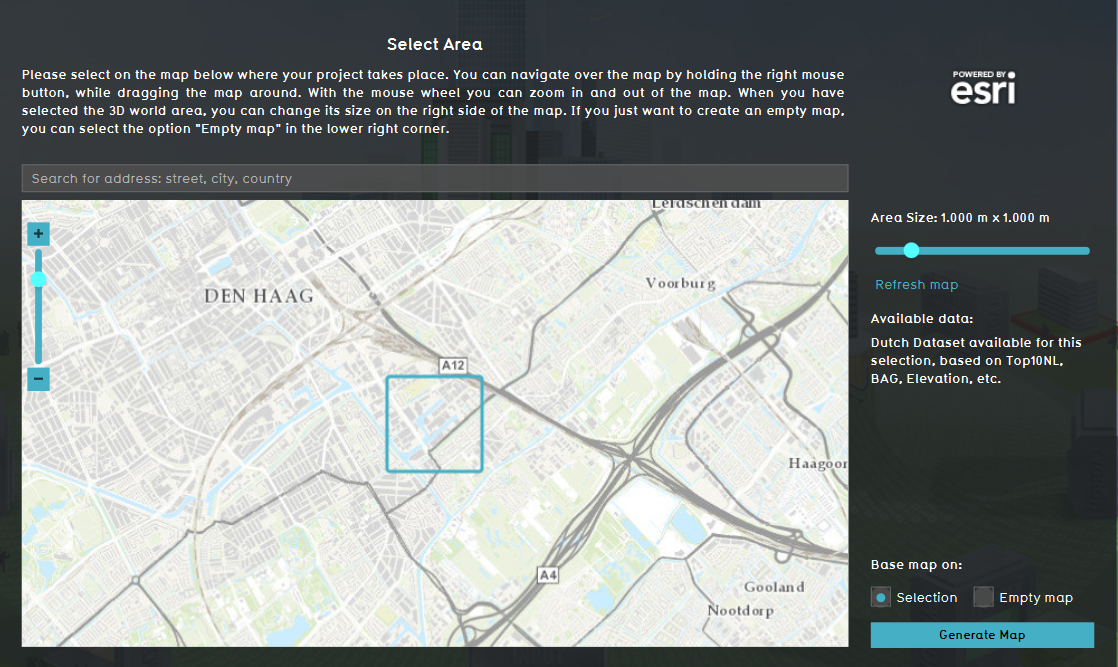 Select Area
Please select on the map below where your project takes place. You can navigate over the map by holding the right mouse
button, while dragging the map around. With the mouse wheel you can zoom in and out of the map. When you have
selected the 3D world area, you can change its size on the right side of the map. If you just want to create an empty map,
you can select the option "Empty map" in the lower right corner.
POWERED BY
esri
Search for address: street, city, country
Leidschendam
Voorburg
DEN HAAG
A12
Haagoor
A4
Gooland
Nootdorp
+
−
Area Size: 1.000 m x 1.000 m
Refresh map
Available data:
Dutch Dataset available for this
selection, based on Top10NL,
BAG, Elevation, etc.
Base map on:
Selection Empty map
Generate Map